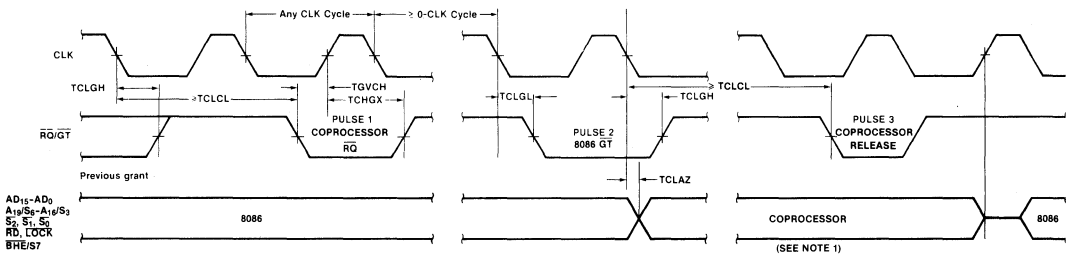 Any CLK Cycle
≥ 0-CLK Cycle
CLK
TCLGH
≥TCLCL
TGVCH
TCHGX
TCLGL
TCLGH
≥ TCLCL
RQ/GT
PULSE 1
COPROCESSOR
RQ
PULSE 2
8086 GT
PULSE 3
COPROCESSOR
RELEASE
Previous grant
TCLAZ
AD15-AD0
A19/S6-A16/S3
S2, S1, S0
RD, LOCK
BHE/S7
8086
COPROCESSOR
8086
(SEE NOTE 1)